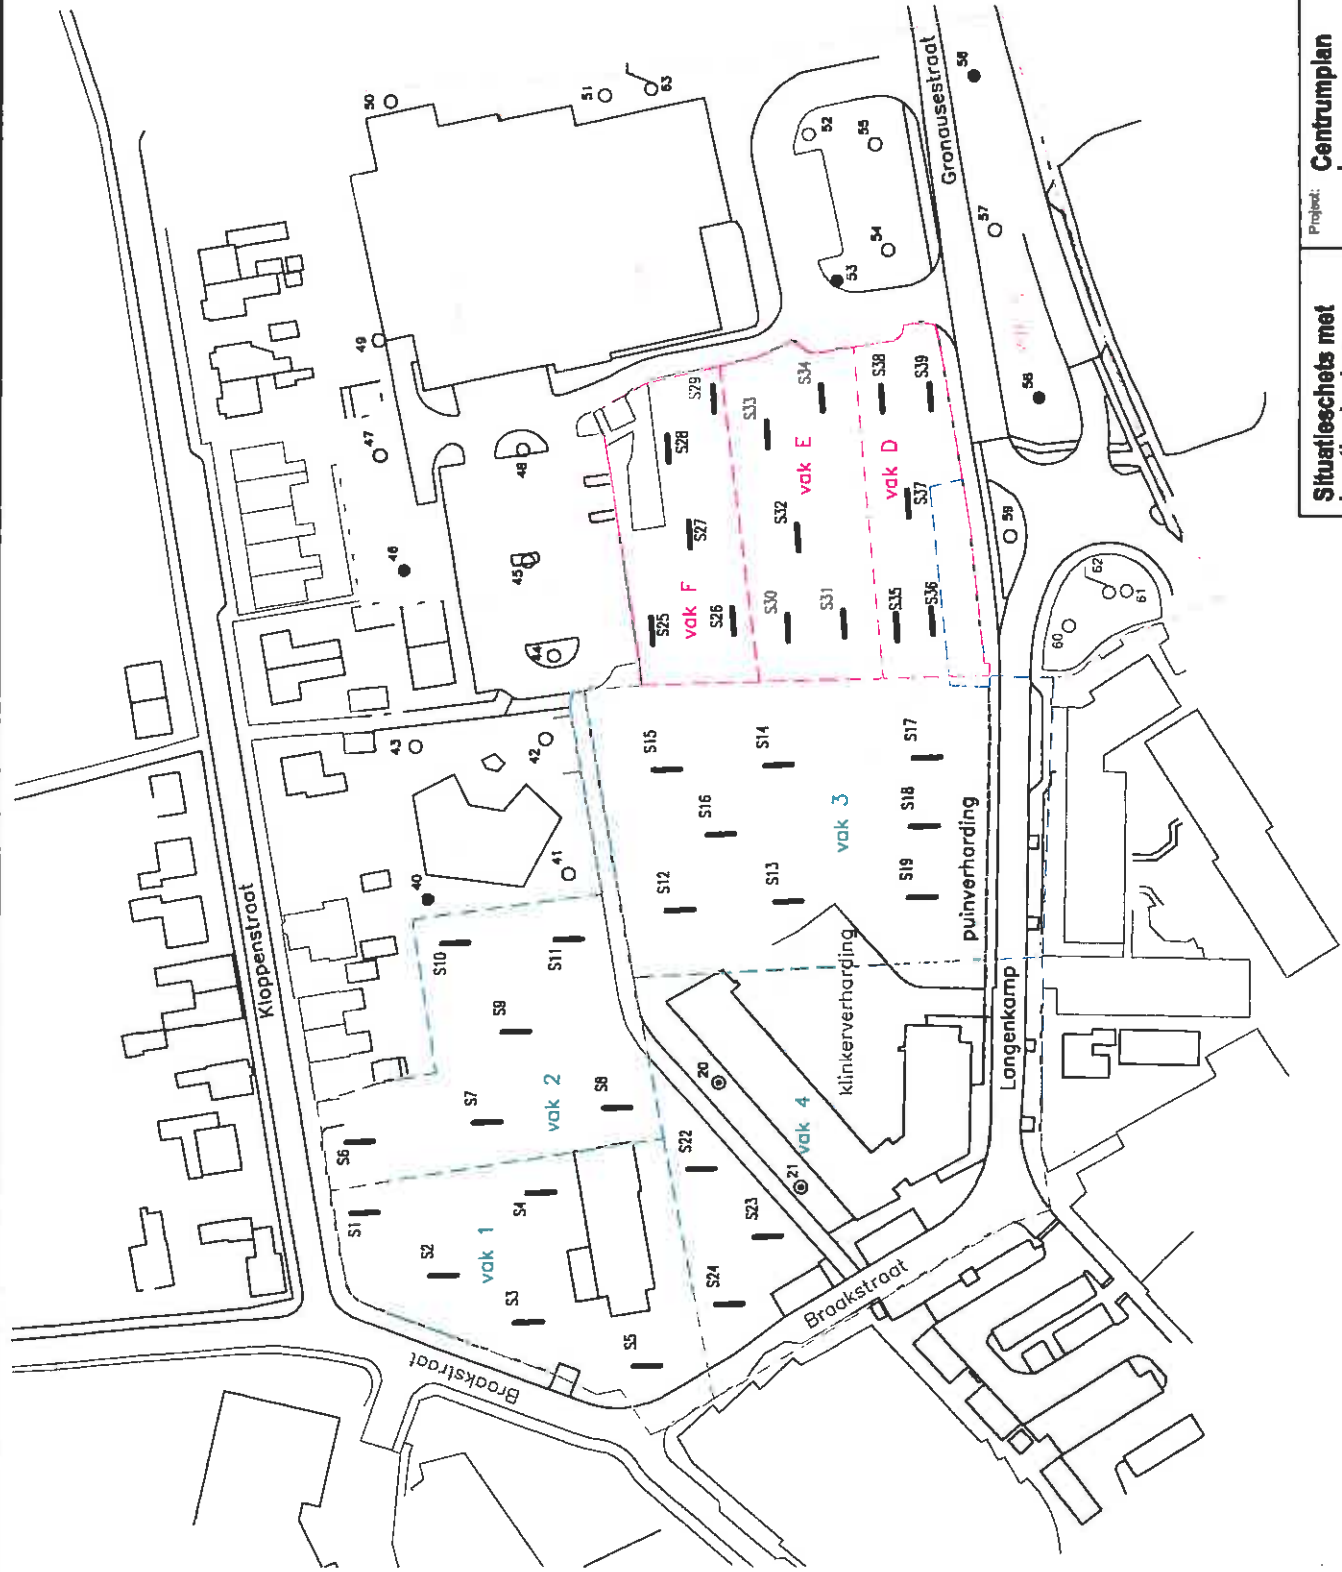 Kloppenstraat
Braakstraat
Braakstraat
Langenkamp
Gronausestraat
puinverharding
klinkerverharding
vak 1
vak 2
vak 3
vak 4
vak D
vak E
vak F
S1
S2
S3
S4
S5
S6
S7
S8
S9
S10
S11
S12
S13
S14
S15
S16
S17
S18
S19
20
21
S22
S23
S24
S25
S26
S27
S28
S29
S30
S31
S32
S33
S34
S35
S36
S37
S38
S39
40
41
42
43
44
45
46
47
48
49
50
51
63
52
53
54
55
56
57
58
59
60
61
62
Situatieschets met
Project: Centrumplan